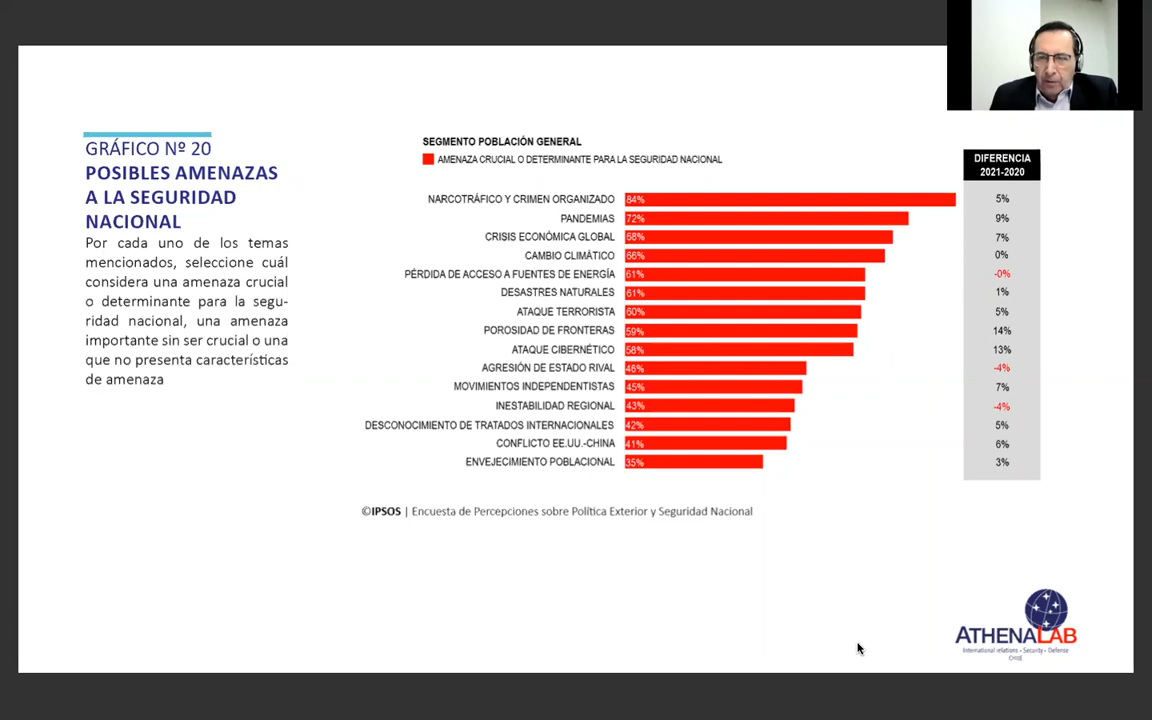 GRÁFICO Nº 20
POSIBLES AMENAZAS
A LA SEGURIDAD
NACIONAL
Por cada uno de los temas
mencionados, seleccione cuál
considera una amenaza crucial
o determinante para la segu-
ridad nacional, una amenaza
importante sin ser crucial o una
que no presenta características
de amenaza
SEGMENTO POBLACIÓN GENERAL
AMENAZA CRUCIAL O DETERMINANTE PARA LA SEGURIDAD NACIONAL
DIFERENCIA
2021-2020
NARCOTRÁFICO Y CRIMEN ORGANIZADO 84% 5%
PANDEMIAS 72% 9%
CRISIS ECONÓMICA GLOBAL 68% 7%
CAMBIO CLIMÁTICO 66% 0%
PÉRDIDA DE ACCESO A FUENTES DE ENERGÍA 61% -0%
DESASTRES NATURALES 61% 1%
ATAQUE TERRORISTA 60% 5%
POROSIDAD DE FRONTERAS 59% 14%
ATAQUE CIBERNÉTICO 58% 13%
AGRESIÓN DE ESTADO RIVAL 46% -4%
MOVIMIENTOS INDEPENDENTISTAS 45% 7%
INESTABILIDAD REGIONAL 43% -4%
DESCONOCIMIENTO DE TRATADOS INTERNACIONALES 42% 5%
CONFLICTO EE.UU.-CHINA 41% 6%
ENVEJECIMIENTO POBLACIONAL 35% 3%
©IPSOS | Encuesta de Percepciones sobre Política Exterior y Seguridad Nacional
ATHENALAB
International relations • Security • Defense
CHILE